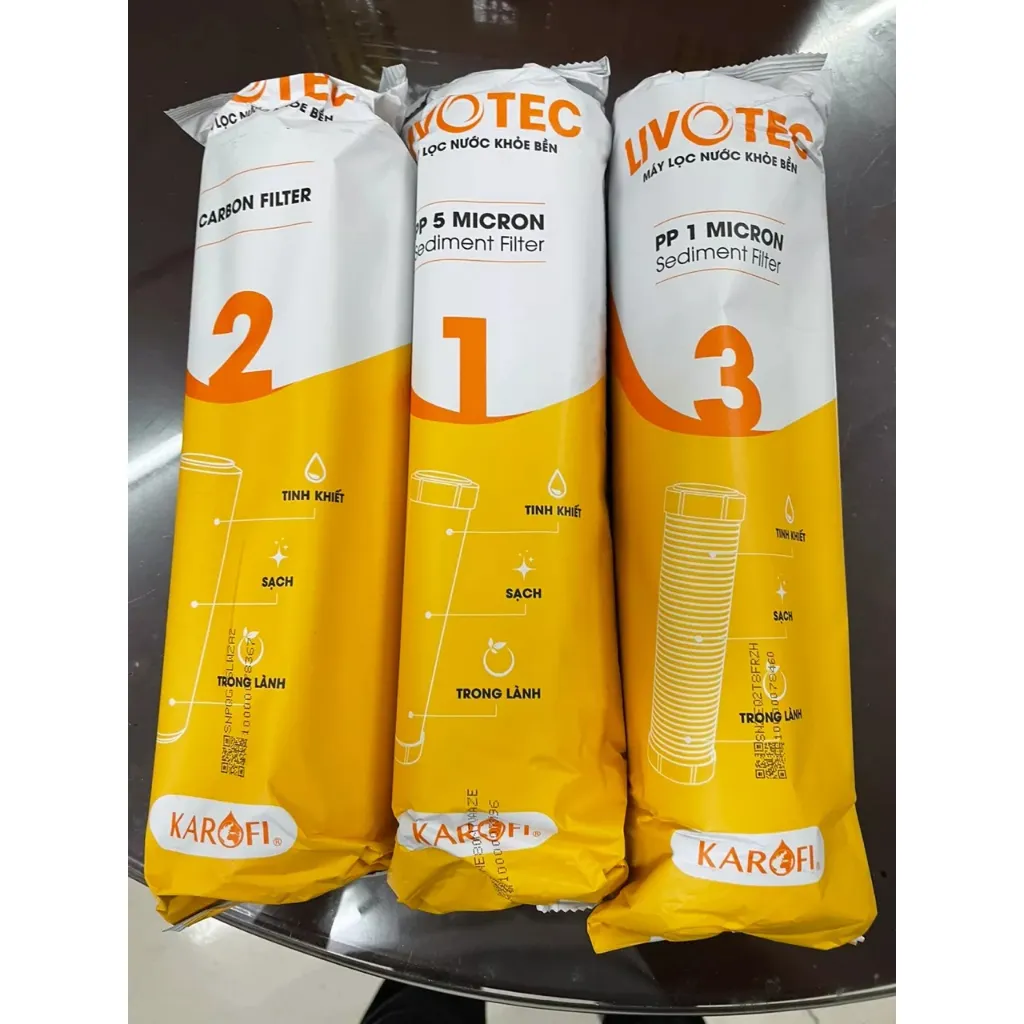 LIVOTEC
LỌC NƯỚC KHỎE BỀN
CARBON FILTER
2
TINH KHIẾT
SẠCH
TRONG LÀNH
KAROFI®
LIVOTEC
LỌC NƯỚC KHỎE BỀN
PP 5 MICRON
Sediment Filter
1
TINH KHIẾT
SẠCH
TRONG LÀNH
KAROFI®
LIVOTEC
MÁY LỌC NƯỚC KHỎE BỀN
PP 1 MICRON
Sediment Filter
3
TINH KHIẾT
SẠCH
TRONG LÀNH
KAROFI®